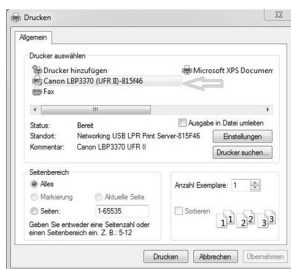 Drucken
Allgemein
Drucker auswählen
Drucker hinzufügen
Microsoft XPS Documen
Canon LBP3370 (UFR II)-815f46
Fax
Status: Bereit
Ausgabe in Datei umleiten
Standort: Networking USB LPR Print Server-815F46
Einstellungen
Kommentar: Canon LBP3370 UFR II
Drucker suchen...
Seitenbereich
Alles
Anzahl Exemplare: 1
Markierung Aktuelle Seite
Seiten: 1-65535
Sortieren
Geben Sie entweder eine Seitenzahl oder
einen Seitenbereich ein. Z. B.: 5-12
11 22 33
Drucken Abbrechen Übernehmen